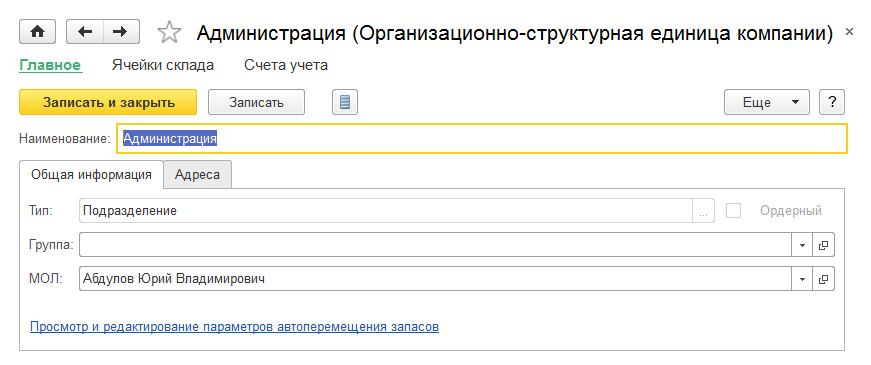 Администрация (Организационно-структурная единица компании) ×
Главное Ячейки склада Счета учета
Записать и закрыть Записать Еще ?
Наименование: Администрация
Общая информация Адреса
Тип: Подразделение ... Ордерный
Группа:
МОЛ: Абдулов Юрий Владимирович
Просмотр и редактирование параметров автоперемещения запасов